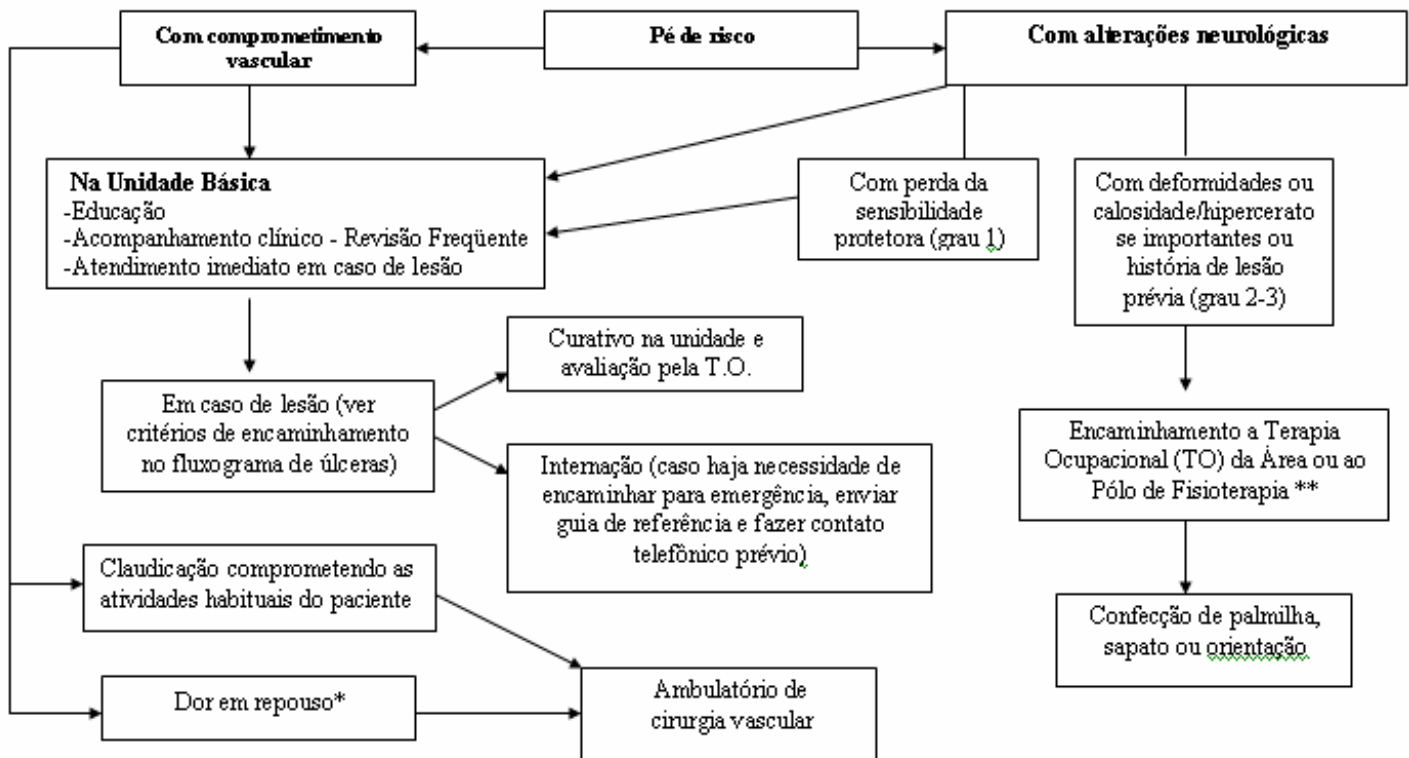 Com comprometimento
vascular
Pé de risco
Com alterações neurológicas
Na Unidade Básica
-Educação
-Acompanhamento clínico - Revisão Freqüente
-Atendimento imediato em caso de lesão
Com perda da
sensibilidade
protetora (grau 1)
Com deformidades ou
calosidade/hipercerato
se importantes ou
história de lesão
prévia (grau 2-3)
Curativo na unidade e
avaliação pela T.O.
Em caso de lesão (ver
critérios de encaminhamento
no fluxograma de úlceras)
Internação (caso haja necessidade de
encaminhar para emergência, enviar
guia de referência e fazer contato
telefônico prévio)
Encaminhamento a Terapia
Ocupacional (TO) da Área ou ao
Pólo de Fisioterapia **
Claudicação comprometendo as
atividades habituais do paciente
Confecção de palmilha,
sapato ou orientação
Dor em repouso*
Ambulatório de
cirurgia vascular